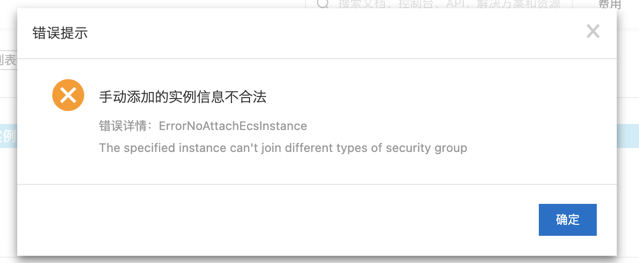 搜索文档、控制台、API、解决方案和资源
费用
错误提示
列表
手动添加的实例信息不合法
错误详情：ErrorNoAttachEcsInstance
实例
The specified instance can't join different types of security group
确定